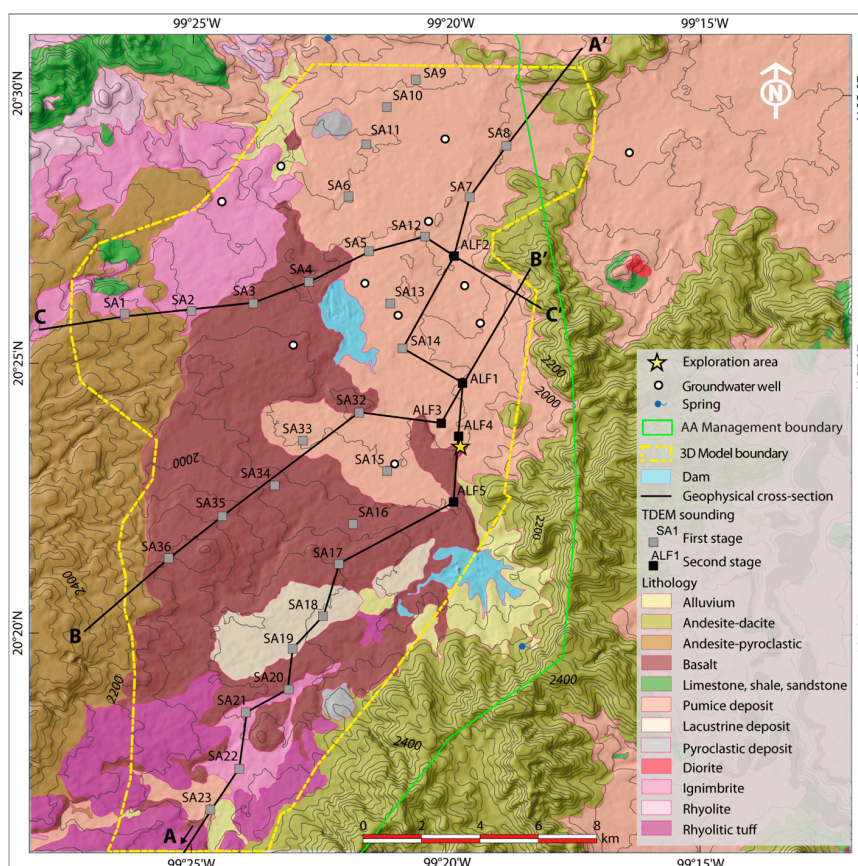 99°25'W
99°20'W
99°15'W
20°30'N
A'
N
SA9
SA10
SA11
SA8
SA6
SA7
SA12
ALF2
SA5
B'
SA4
C
SA1
SA2
SA3
SA13
C'
SA14
20°25'N
2200
2000
ALF1
SA32
ALF3
ALF4
SA33
2000
SA15
SA34
ALF5
SA35
SA16
2200
SA36
SA17
2400
SA18
B
20°20'N
SA19
2200
SA20
2400
SA21
2400
SA22
SA23
A
0 2 4 6 8
km
99°25'W
99°20'W
99°15'W
Exploration area
Groundwater well
Spring
AA Management boundary
3D Model boundary
Dam
Geophysical cross-section
TDEM sounding
SA1
First stage
ALF1
Second stage
Lithology
Alluvium
Andesite-dacite
Andesite-pyroclastic
Basalt
Limestone, shale, sandstone
Pumice deposit
Lacustrine deposit
Pyroclastic deposit
Diorite
Ignimbrite
Rhyolite
Rhyolitic tuff